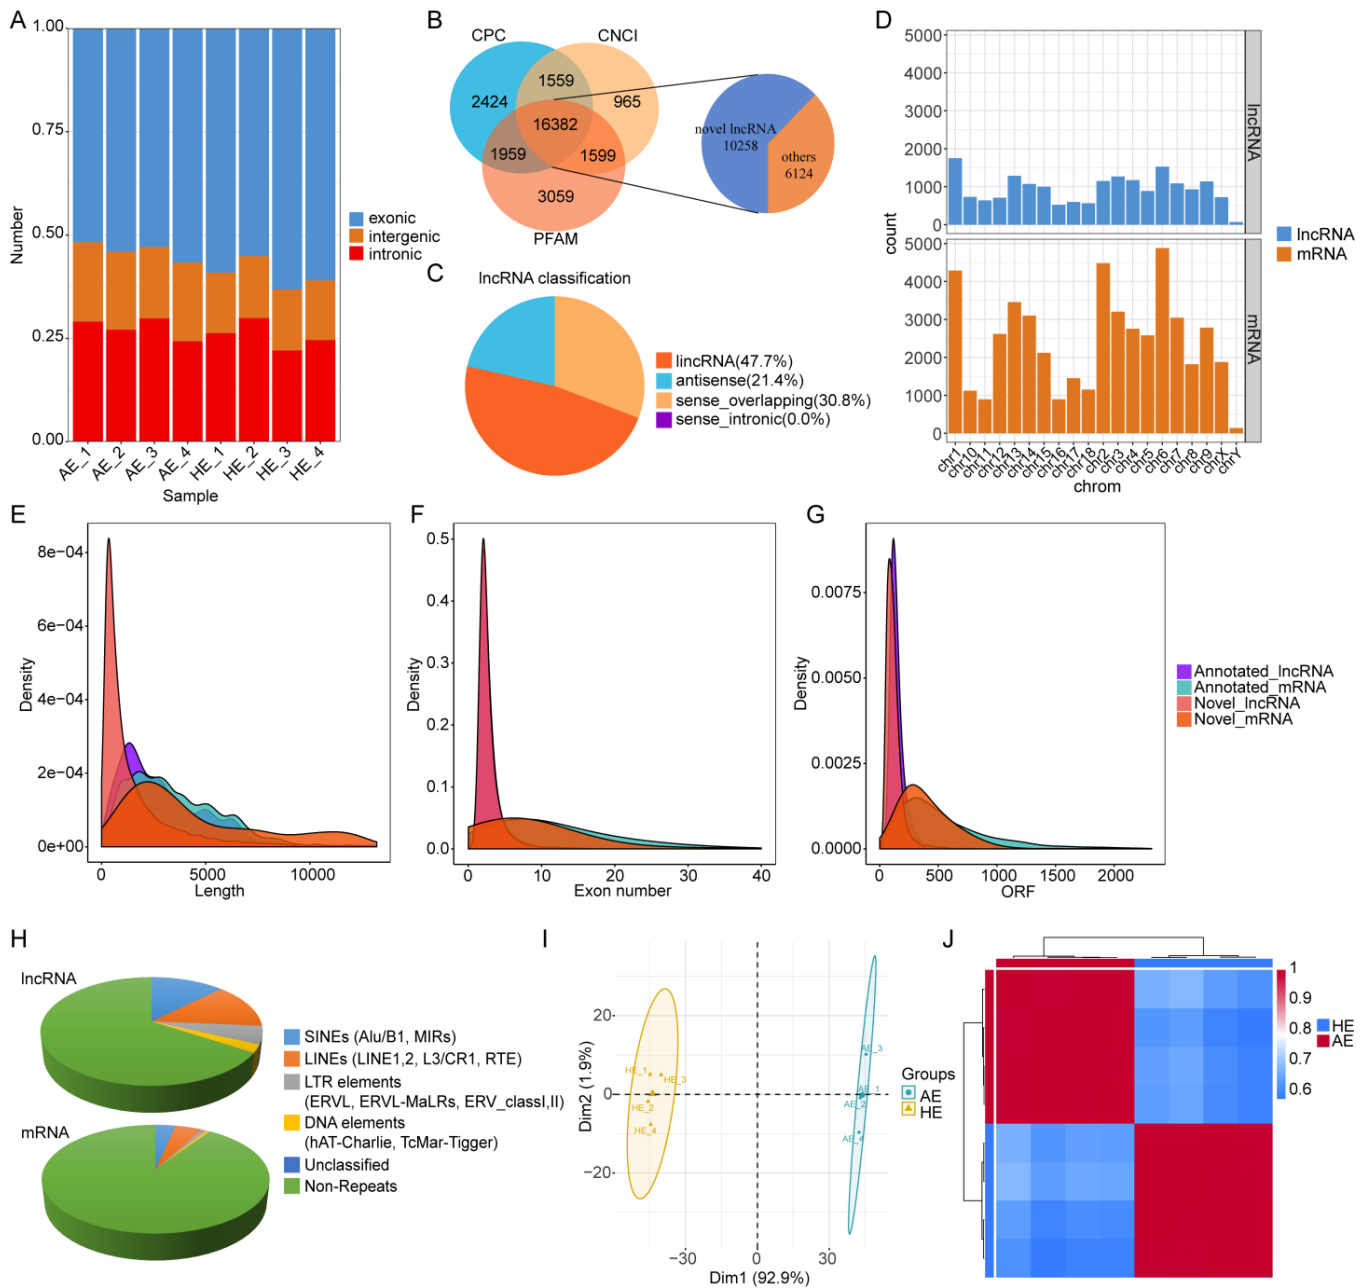 A
1.00
0.75
0.50
0.25
0.00
Number
AE_1
AE_2
AE_3
AE_4
HE_1
HE_2
HE_3
HE_4
Sample
exonic
intergenic
intronic
B
CPC
CNCI
1559
2424
965
16382
1959
1599
3059
PFAM
novel lncRNA
10258
others
6124
C
lncRNA classification
lincRNA(47.7%)
antisense(21.4%)
sense_overlapping(30.8%)
sense_intronic(0.0%)
D
5000
4000
3000
2000
1000
0
lncRNA
count
5000
4000
3000
2000
1000
0
mRNA
chr1
chr10
chr11
chr12
chr13
chr14
chr15
chr16
chr17
chr18
chr2
chr3
chr4
chr5
chr6
chr7
chr8
chr9
chrX
chrY
chrom
lncRNA
mRNA
E
8e−04
6e−04
4e−04
2e−04
0e+00
Density
0
5000
10000
Length
F
0.5
0.4
0.3
0.2
0.1
0.0
Density
0
10
20
30
40
Exon number
G
0.0075
0.0050
0.0025
0.0000
Density
0
500
1000
1500
2000
ORF
Annotated_lncRNA
Annotated_mRNA
Novel_lncRNA
Novel_mRNA
H
lncRNA
mRNA
SINEs (Alu/B1, MIRs)
LINEs (LINE1,2, L3/CR1, RTE)
LTR elements
(ERVL, ERVL-MaLRs, ERV_classI,II)
DNA elements
(hAT-Charlie, TcMar-Tigger)
Unclassified
Non-Repeats
I
20
0
−20
Dim2 (1.9%)
HE_1
HE_3
HE_2
HE_4
AE_3
AE_1
AE_2
AE_4
−30
0
30
Dim1 (92.9%)
Groups
AE
HE
J
1
0.9
0.8
0.7
0.6
HE
AE